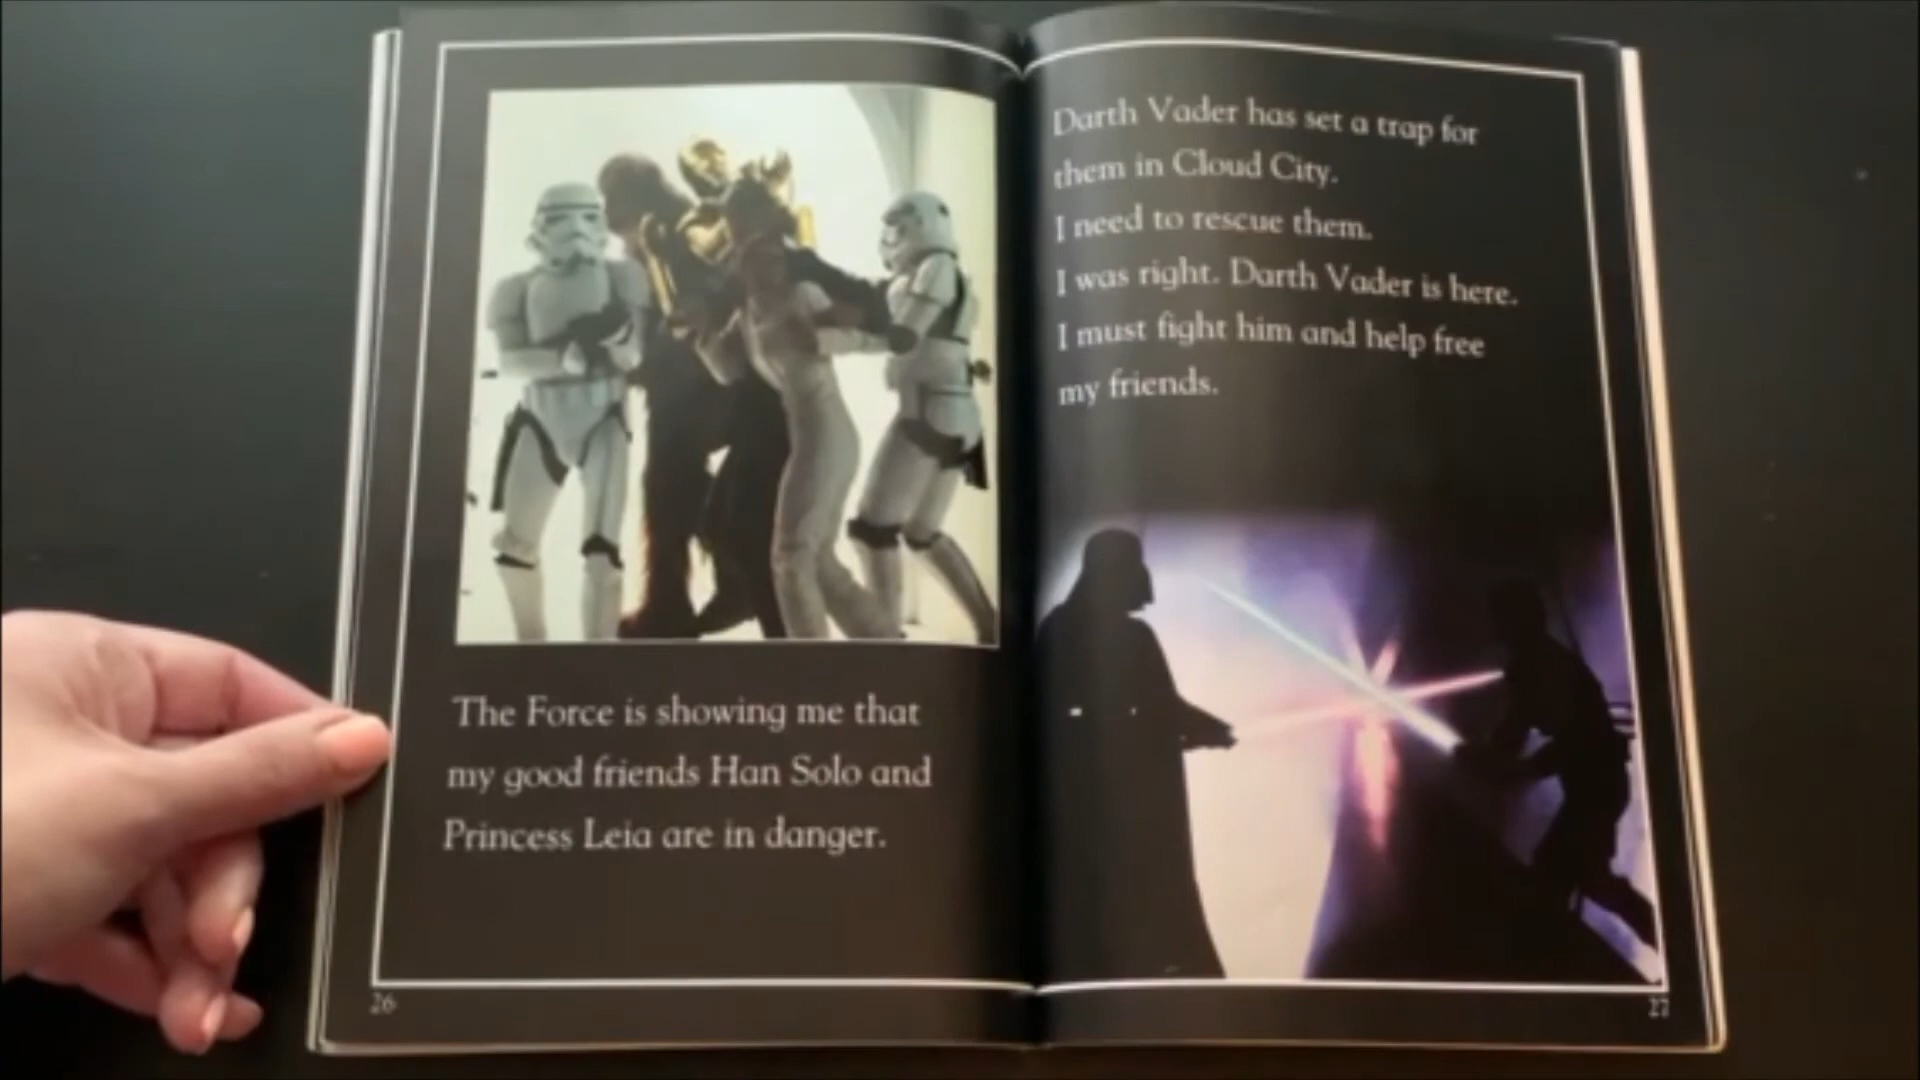 The Force is showing me that
my good friends Han Solo and
Princess Leia are in danger.
26
Darth Vader has set a trap for
them in Cloud City.
I need to rescue them.
I was right. Darth Vader is here.
I must fight him and help free
my friends.
27